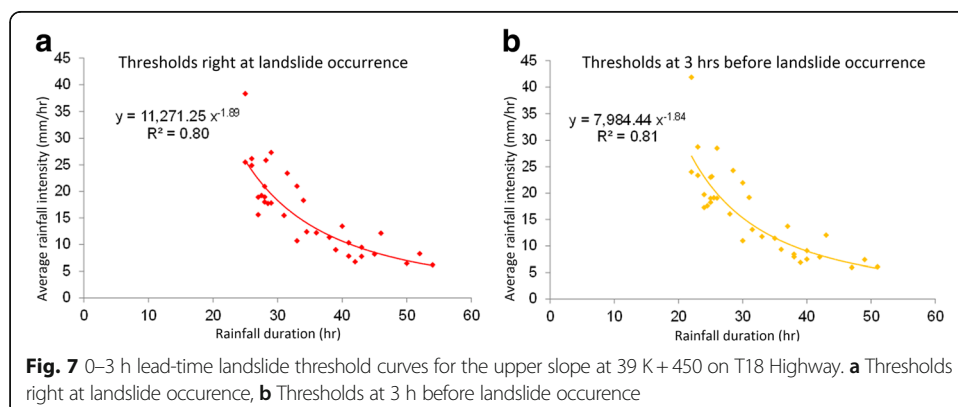 a
Thresholds right at landslide occurrence
y = 11,271.25 x-1.89
R² = 0.80
Average rainfall intensity (mm/hr)
45
40
35
30
25
20
15
10
5
0
0 10 20 30 40 50 60
Rainfall duration (hr)
b
Thresholds at 3 hrs before landslide occurrence
y = 7,984.44 x-1.84
R² = 0.81
Average rainfall intensity (mm/hr)
45
40
35
30
25
20
15
10
5
0
0 10 20 30 40 50 60
Rainfall duration (hr)
Fig. 7 0–3 h lead-time landslide threshold curves for the upper slope at 39 K + 450 on T18 Highway. a Thresholds
right at landslide occurence, b Thresholds at 3 h before landslide occurence